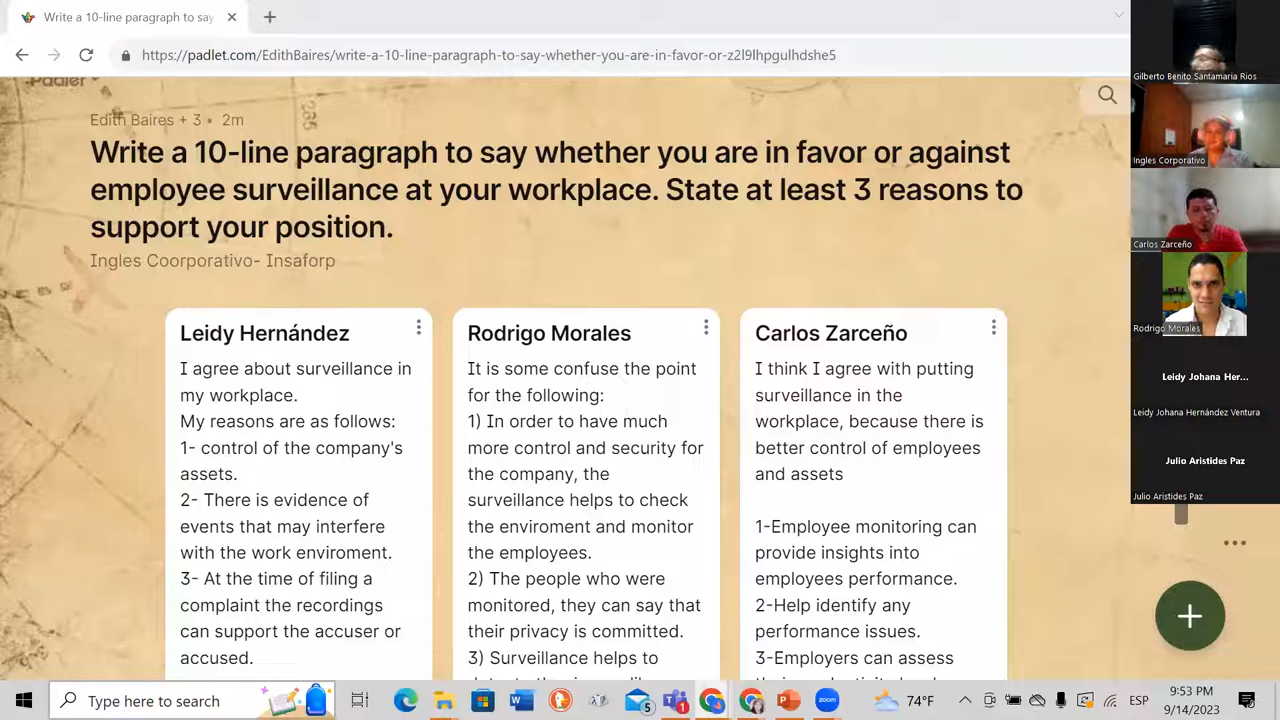 Write a 10-line paragraph to say
https://padlet.com/EdithBaires/write-a-10-line-paragraph-to-say-whether-you-are-in-favor-or-z2l9lhpgulhdshe5
Padlet
Edith Baires + 3 • 2m
Write a 10-line paragraph to say whether you are in favor or against
employee surveillance at your workplace. State at least 3 reasons to
support your position.
Ingles Coorporativo- Insaforp
Leidy Hernández
I agree about surveillance in
my workplace.
My reasons are as follows:
1- control of the company's
assets.
2- There is evidence of
events that may interfere
with the work enviroment.
3- At the time of filing a
complaint the recordings
can support the accuser or
accused.
Rodrigo Morales
It is some confuse the point
for the following:
1) In order to have much
more control and security for
the company, the
surveillance helps to check
the enviroment and monitor
the employees.
2) The people who were
monitored, they can say that
their privacy is committed.
3) Surveillance helps to
Carlos Zarceño
I think I agree with putting
surveillance in the
workplace, because there is
better control of employees
and assets
1-Employee monitoring can
provide insights into
employees performance.
2-Help identify any
performance issues.
3-Employers can assess
Gilberto Benito Santamaria Rios
Ingles Corporativo
Carlos Zarceño
Rodrigo Morales
Leidy Johana Her...
Leidy Johana Hernández Ventura
Julio Aristides Paz
Julio Aristides Paz
Type here to search
5
1
74°F
ESP
9:53 PM
9/14/2023